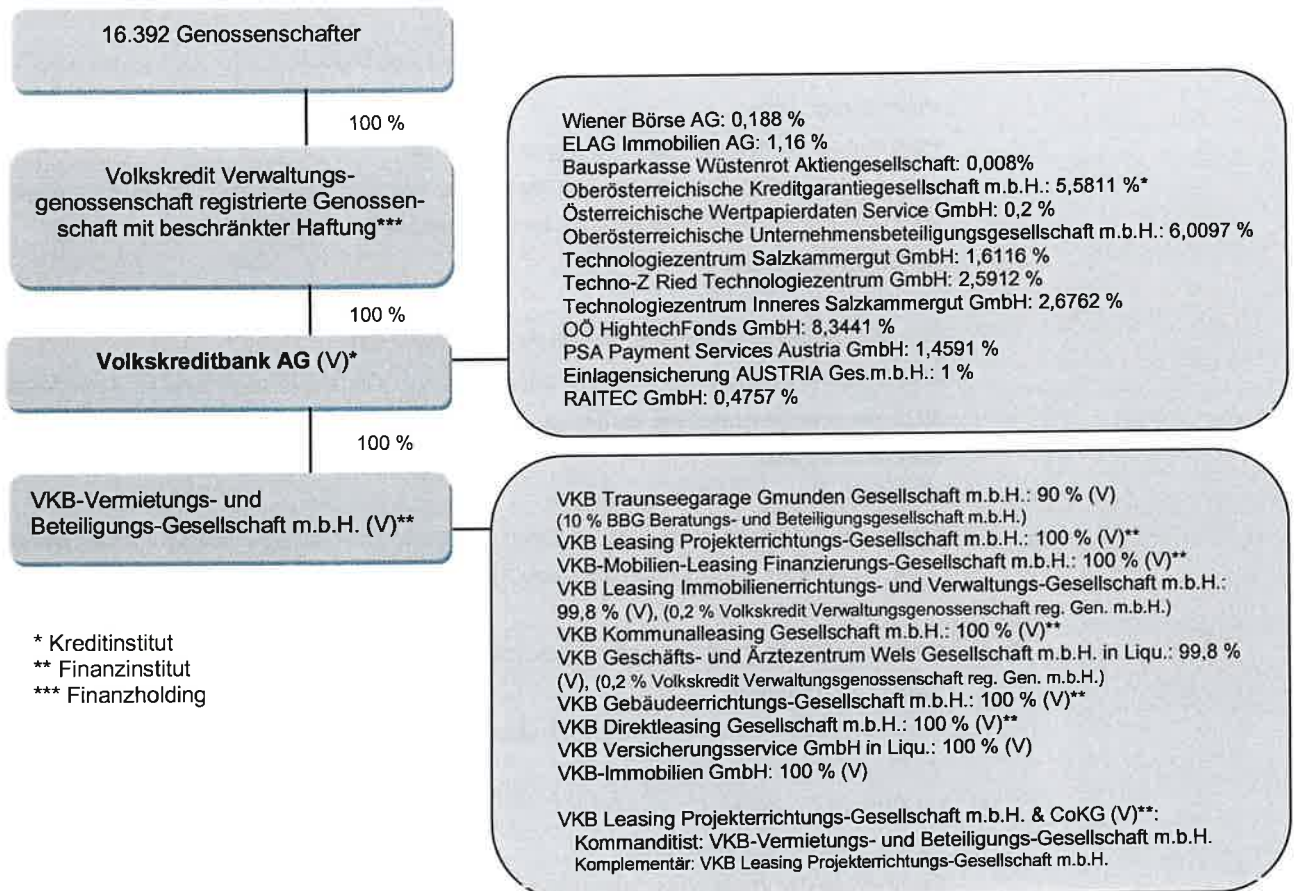 16.392 Genossenschafter
100 %
Volkskredit Verwaltungs-
genossenschaft registrierte Genossen-
schaft mit beschränkter Haftung***
100 %
Volkskreditbank AG (V)*
100 %
VKB-Vermietungs- und
Beteiligungs-Gesellschaft m.b.H. (V)**
* Kreditinstitut
** Finanzinstitut
*** Finanzholding
Wiener Börse AG: 0,188 %
ELAG Immobilien AG: 1,16 %
Bausparkasse Wüstenrot Aktiengesellschaft: 0,008%
Oberösterreichische Kreditgarantiegesellschaft m.b.H.: 5,5811 %*
Österreichische Wertpapierdaten Service GmbH: 0,2 %
Oberösterreichische Unternehmensbeteiligungsgesellschaft m.b.H.: 6,0097 %
Technologiezentrum Salzkammergut GmbH: 1,6116 %
Techno-Z Ried Technologiezentrum GmbH: 2,5912 %
Technologiezentrum Inneres Salzkammergut GmbH: 2,6762 %
OÖ HightechFonds GmbH: 8,3441 %
PSA Payment Services Austria GmbH: 1,4591 %
Einlagensicherung AUSTRIA Ges.m.b.H.: 1 %
RAITEC GmbH: 0,4757 %
VKB Traunseegarage Gmunden Gesellschaft m.b.H.: 90 % (V)
(10 % BBG Beratungs- und Beteiligungsgesellschaft m.b.H.)
VKB Leasing Projekterrichtungs-Gesellschaft m.b.H.: 100 % (V)**
VKB-Mobilien-Leasing Finanzierungs-Gesellschaft m.b.H.: 100 % (V)**
VKB Leasing Immobilienerrichtungs- und Verwaltungs-Gesellschaft m.b.H.:
99,8 % (V), (0,2 % Volkskredit Verwaltungsgenossenschaft reg. Gen. m.b.H.)
VKB Kommunalleasing Gesellschaft m.b.H.: 100 % (V)**
VKB Geschäfts- und Ärztezentrum Wels Gesellschaft m.b.H. in Liqu.: 99,8 %
(V), (0,2 % Volkskredit Verwaltungsgenossenschaft reg. Gen. m.b.H.)
VKB Gebäudeerrichtungs-Gesellschaft m.b.H.: 100 % (V)**
VKB Direktleasing Gesellschaft m.b.H.: 100 % (V)**
VKB Versicherungsservice GmbH in Liqu.: 100 % (V)
VKB-Immobilien GmbH: 100 % (V)
VKB Leasing Projekterrichtungs-Gesellschaft m.b.H. & CoKG (V)**:
Kommanditist: VKB-Vermietungs- und Beteiligungs-Gesellschaft m.b.H.
Komplementär: VKB Leasing Projekterrichtungs-Gesellschaft m.b.H.